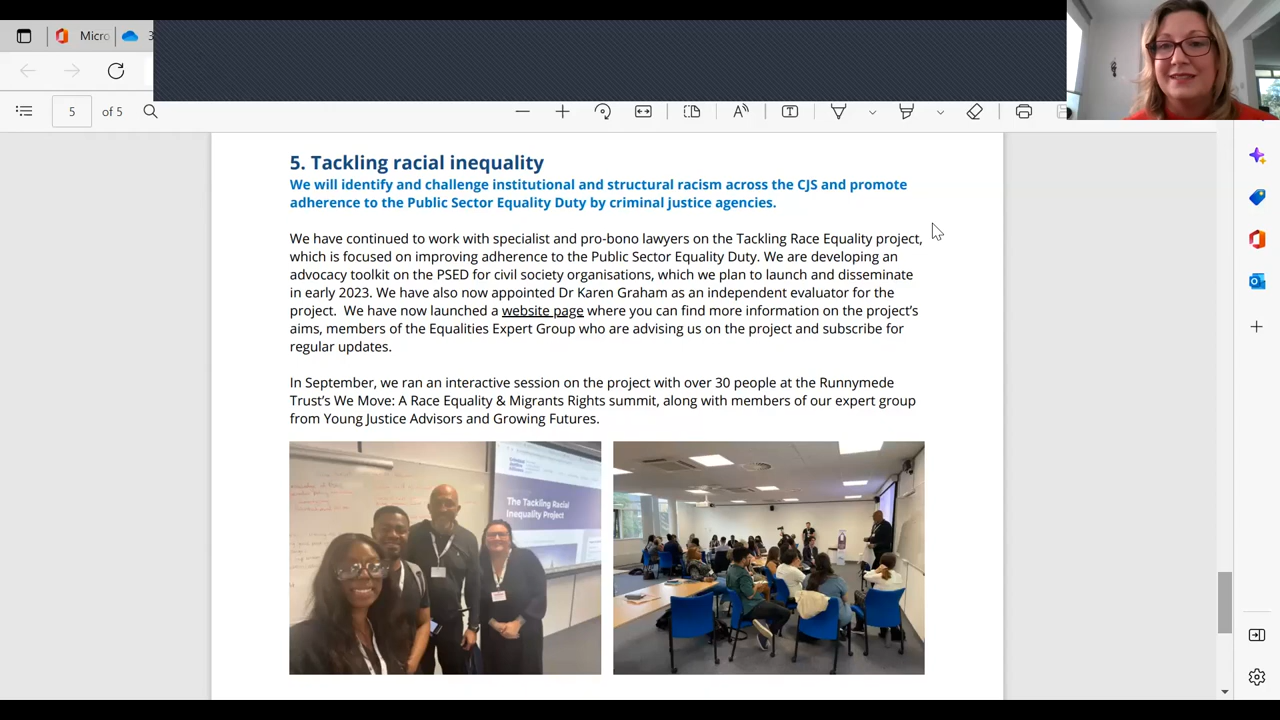 Micro
3
5
of 5
5. Tackling racial inequality
We will identify and challenge institutional and structural racism across the CJS and promote
adherence to the Public Sector Equality Duty by criminal justice agencies.
We have continued to work with specialist and pro-bono lawyers on the Tackling Race Equality project,
which is focused on improving adherence to the Public Sector Equality Duty. We are developing an
advocacy toolkit on the PSED for civil society organisations, which we plan to launch and disseminate
in early 2023. We have also now appointed Dr Karen Graham as an independent evaluator for the
project. We have now launched a website page where you can find more information on the project's
aims, members of the Equalities Expert Group who are advising us on the project and subscribe for
regular updates.
In September, we ran an interactive session on the project with over 30 people at the Runnymede
Trust's We Move: A Race Equality & Migrants Rights summit, along with members of our expert group
from Young Justice Advisors and Growing Futures.
The Tackling Racial
Inequality Project